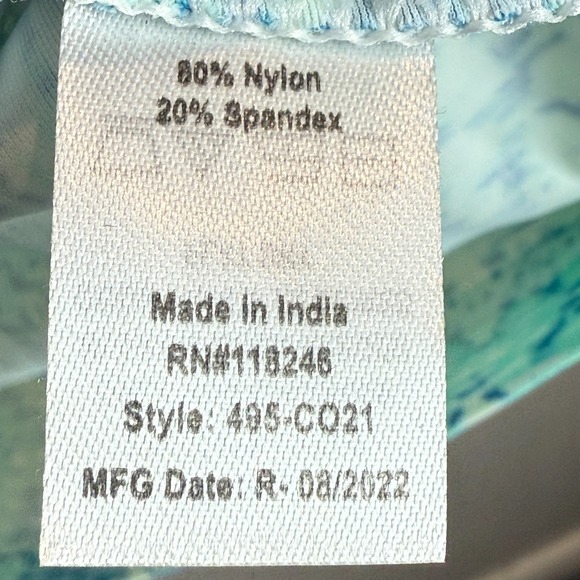 80% Nylon
20% Spandex
Made in India
RN#118246
Style: 495-CO21
MFG Date: R- 08/2022